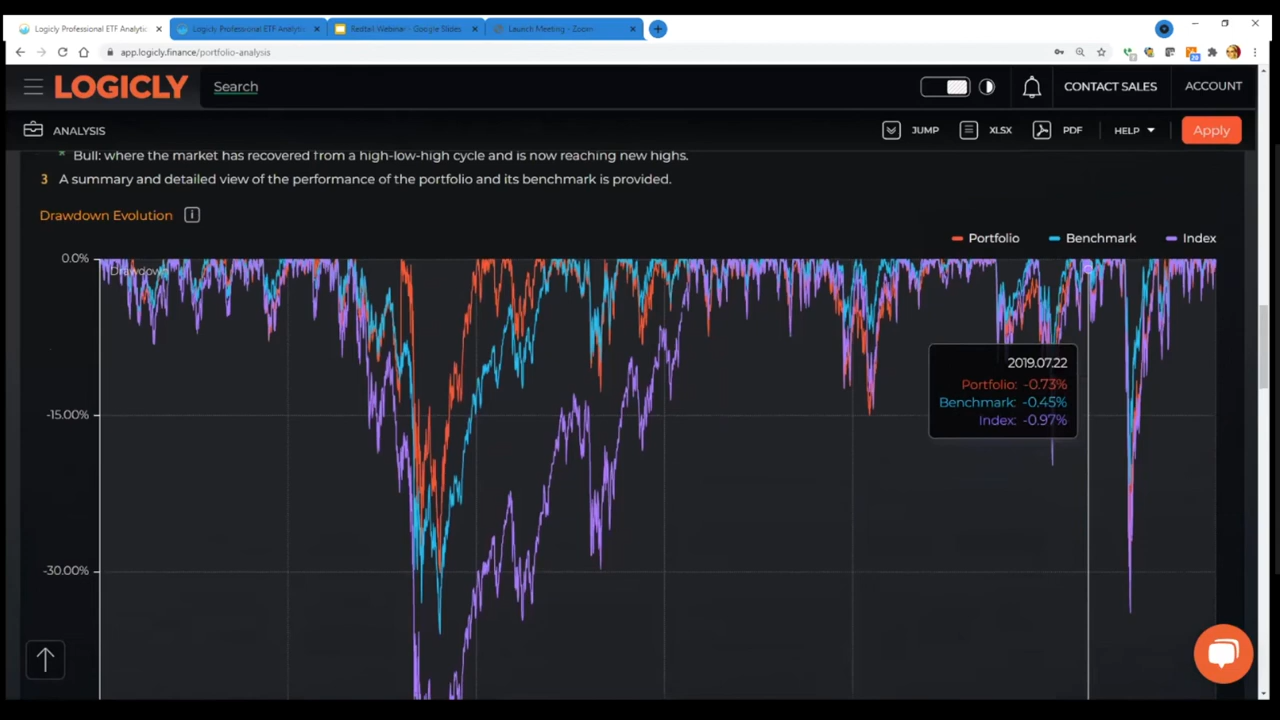 Logicly Professional ETF Analytic
Logicly Professional ETF Analytic
Restlali Webinar - Google Slides
Launch Meeting - Zoom
app.logicly.finance/portfolio-analysis
LOGICLY
Search
CONTACT SALES
ACCOUNT
ANALYSIS
JUMP
XLSX
PDF
HELP
Apply
* Bull: where the market has recovered from a high-low-high cycle and is now reaching new highs.
3 A summary and detailed view of the performance of the portfolio and its benchmark is provided.
Drawdown Evolution
Portfolio
Benchmark
Index
0.0%
Drawdown
2019.07.22
Portfolio: -0.73%
Benchmark: -0.45%
Index: -0.97%
-15.00%
-30.00%